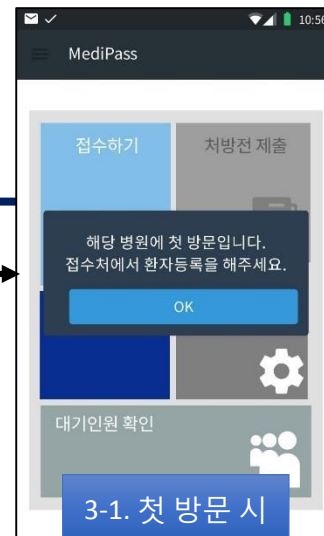 10:56
MediPass
접수하기
처방전 제출
해당 병원에 첫 방문입니다.
접수처에서 환자등록을 해주세요.
OK
대기인원 확인
3-1. 첫 방문 시